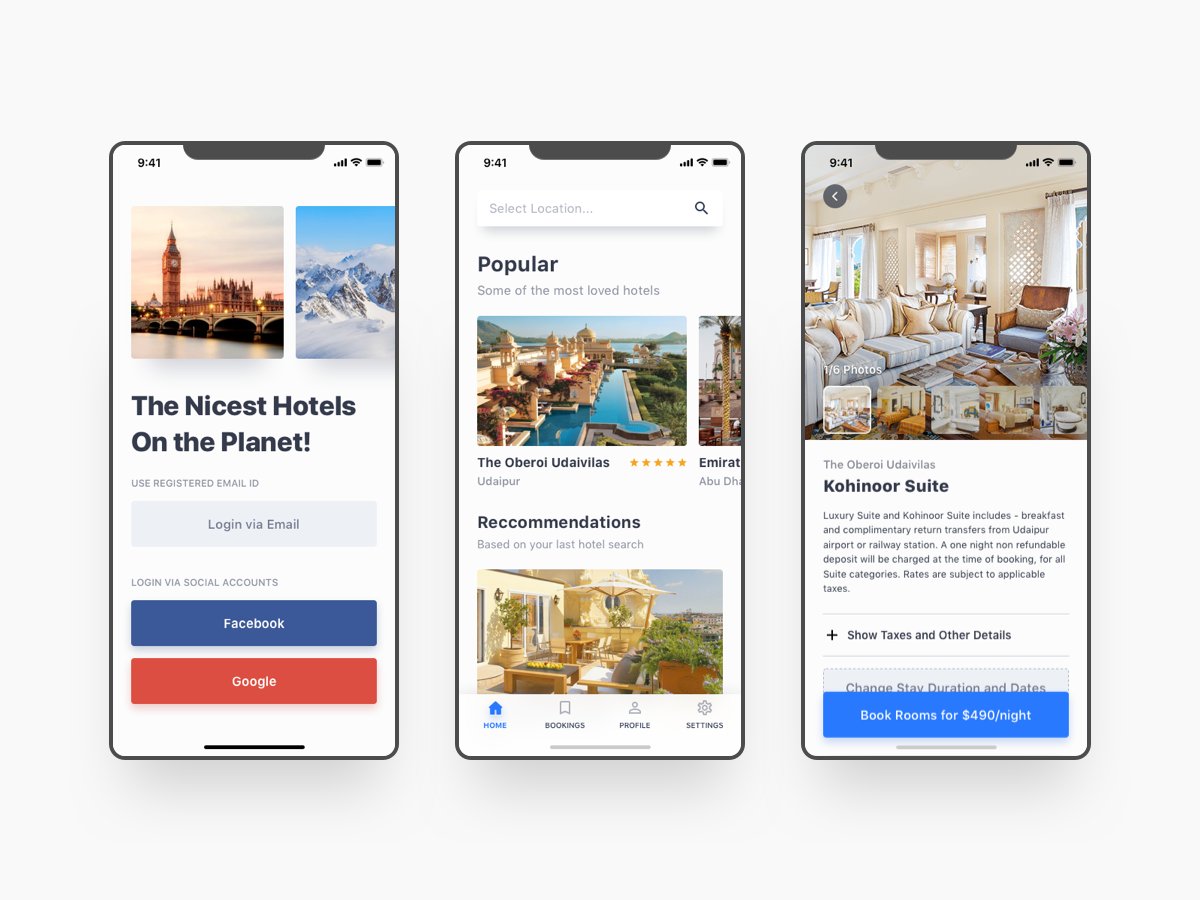 9:41
The Nicest Hotels
On the Planet!
USE REGISTERED EMAIL ID
Login via Email
LOGIN VIA SOCIAL ACCOUNTS
Facebook
Google
9:41
Select Location...
Popular
Some of the most loved hotels
The Oberoi Udaivilas
Udaipur
Emirat
Abu Dha
Reccommendations
Based on your last hotel search
HOME
BOOKINGS
PROFILE
SETTINGS
9:41
1/6 Photos
The Oberoi Udaivilas
Kohinoor Suite
Luxury Suite and Kohinoor Suite includes - breakfast
and complimentary return transfers from Udaipur
airport or railway station. A one night non refundable
deposit will be charged at the time of booking, for all
Suite categories. Rates are subject to applicable
taxes.
Show Taxes and Other Details
Change Stay Duration and Dates
Book Rooms for $490/night